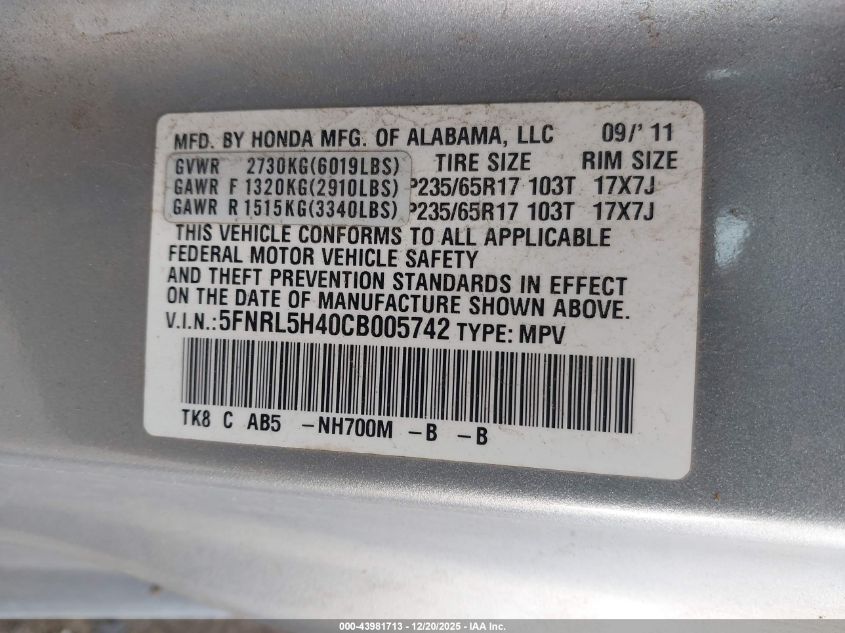 MFD. BY HONDA MFG. OF ALABAMA, LLC 09/'11
GVWR 2730KG(6019LBS) TIRE SIZE RIM SIZE
GAWR F 1320KG(2910LBS) P235/65R17 103T 17X7J
GAWR R 1515KG(3340LBS) P235/65R17 103T 17X7J
THIS VEHICLE CONFORMS TO ALL APPLICABLE
FEDERAL MOTOR VEHICLE SAFETY
AND THEFT PREVENTION STANDARDS IN EFFECT
ON THE DATE OF MANUFACTURE SHOWN ABOVE.
V.I.N.: 5FNRL5H40CB005742 TYPE: MPV
TK8 C AB5 -NH700M -B -B
000-43981713 - 12/20/2025 - IAA Inc.